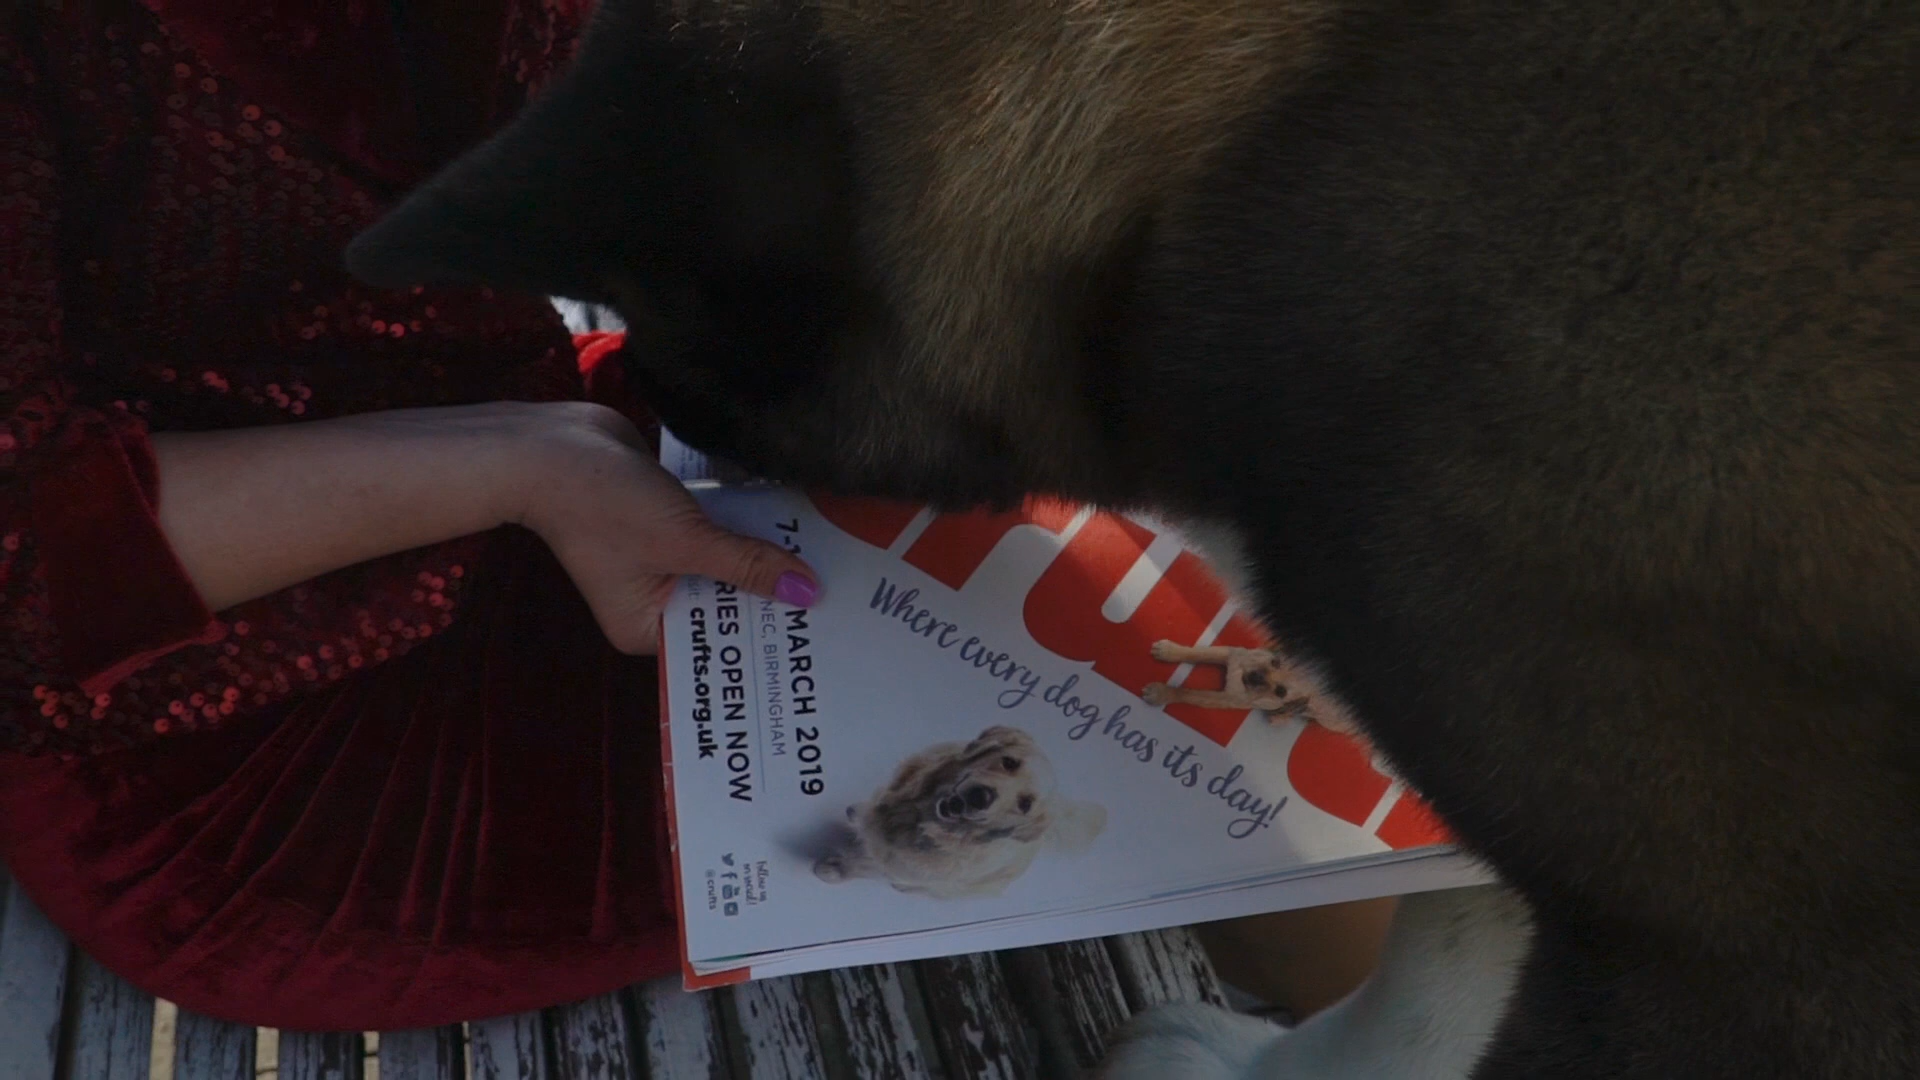 Where every dog has its day!
MARCH 2019
NEC, BIRMINGHAM
OPEN NOW
crufts.org.uk
Follow us
on social!
@crufts